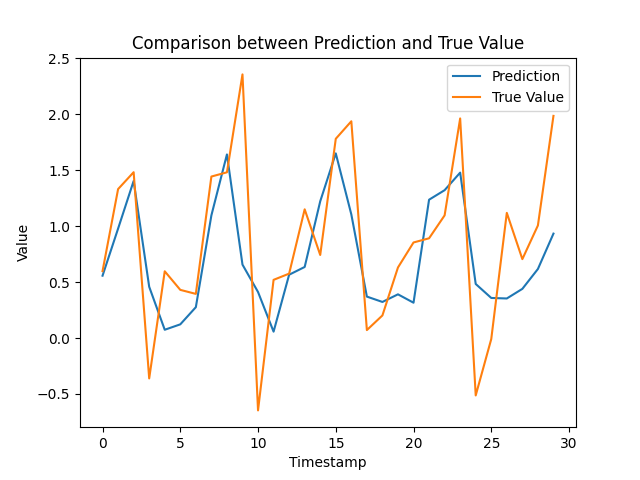 Comparison between Prediction and True Value
Prediction
True Value
2.5
2.0
1.5
1.0
0.5
0.0
−0.5
Value
0 5 10 15 20 25 30
Timestamp